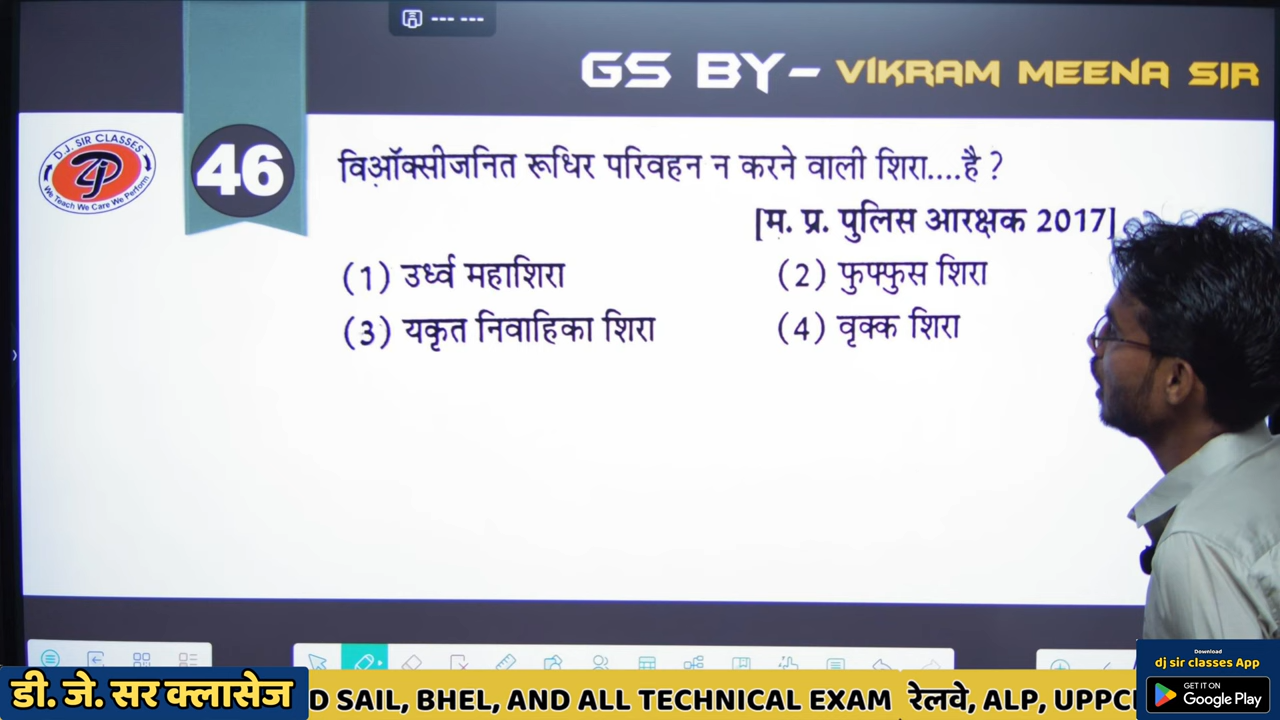 --- ---
GS BY- VIKRAM MEENA SIR
D.J. SIR CLASSES
We Teach We Care We Perform
46
विऑक्सीजनित रूधिर परिवहन न करने वाली शिरा....है ?
[म. प्र. पुलिस आरक्षक 2017]
(1) उर्ध्व महाशिरा
(2) फुफ्फुस शिरा
(3) यकृत निवाहिका शिरा
(4) वृक्क शिरा
Download
dj sir classes App
GET IT ON
Google Play
डी. जे. सर क्लासेज
D SAIL, BHEL, AND ALL TECHNICAL EXAM रेलवे, ALP, UPPC